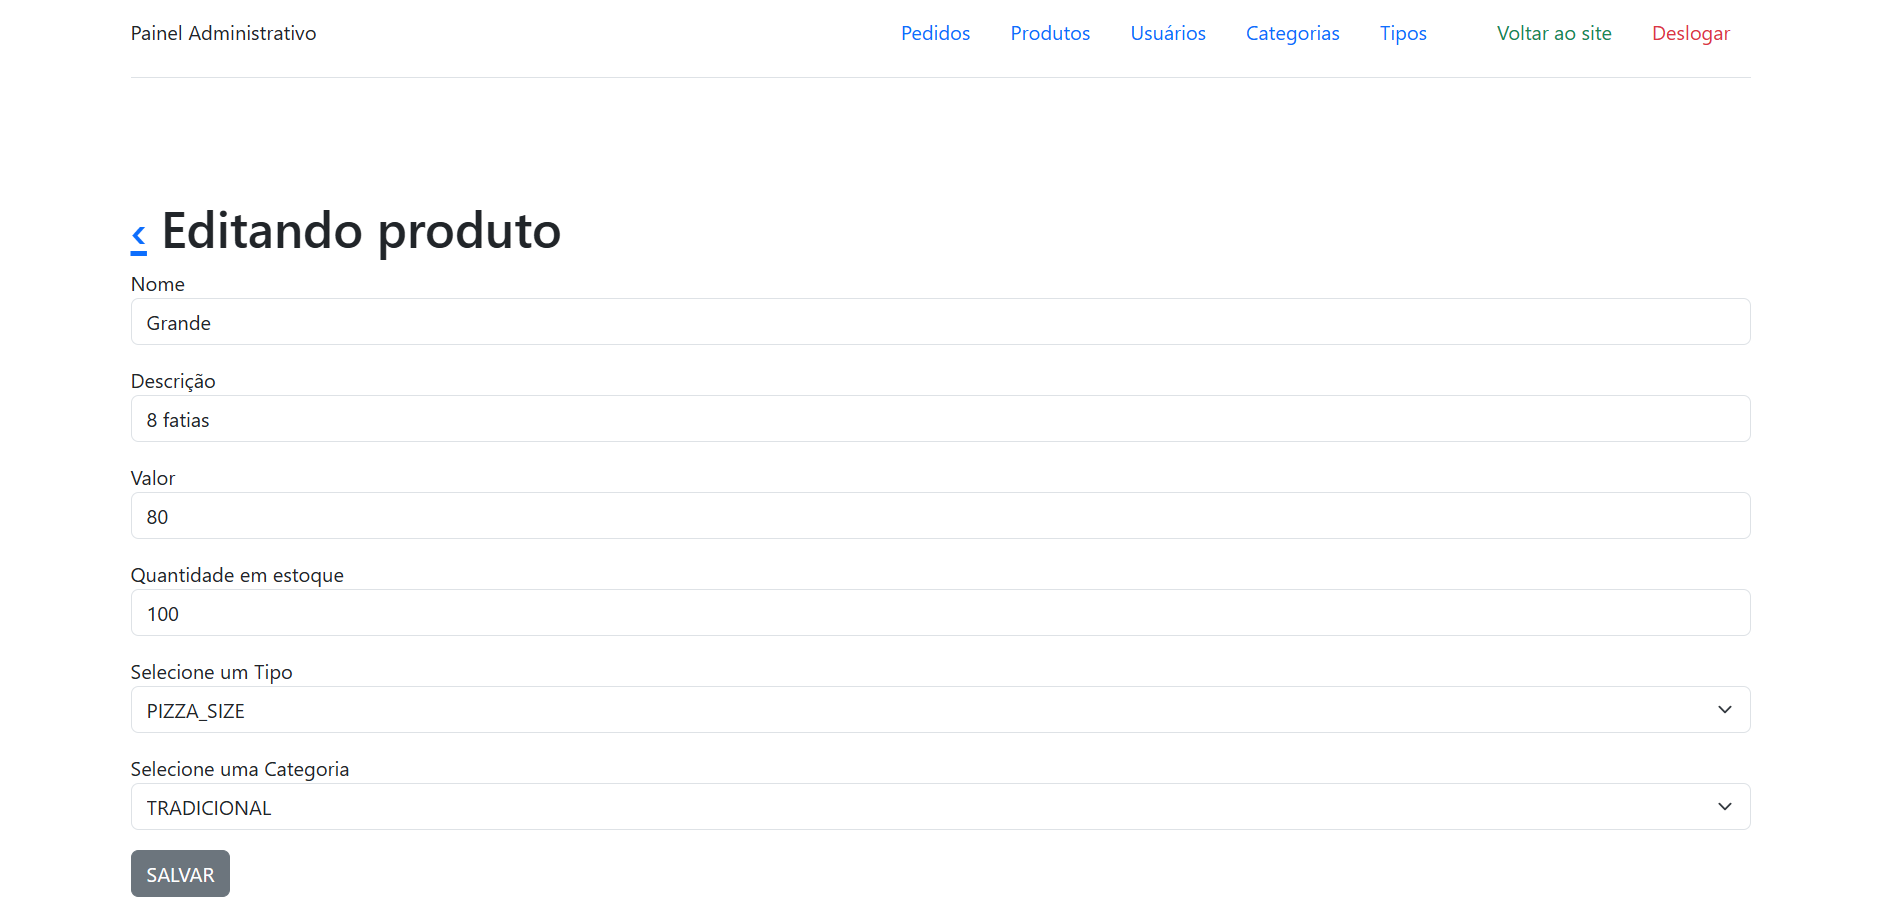 Painel Administrativo Pedidos Produtos Usuários Categorias Tipos Voltar ao site Deslogar
< Editando produto
Nome
Grande
Descrição
8 fatias
Valor
80
Quantidade em estoque
100
Selecione um Tipo
PIZZA_SIZE
Selecione uma Categoria
TRADICIONAL
SALVAR